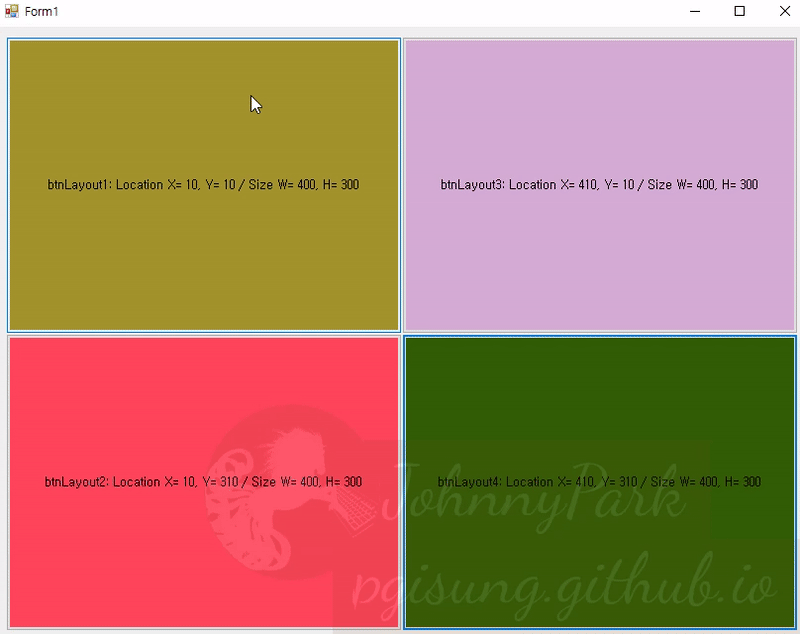 Form1
btnLayout1: Location X= 10, Y= 10 / Size W= 400, H= 300
btnLayout3: Location X= 410, Y= 10 / Size W= 400, H= 300
btnLayout2: Location X= 10, Y= 310 / Size W= 400, H= 300
btnLayout4: Location X= 410, Y= 310 / Size W= 400, H= 300
JohnnyPark
pgisung.github.io